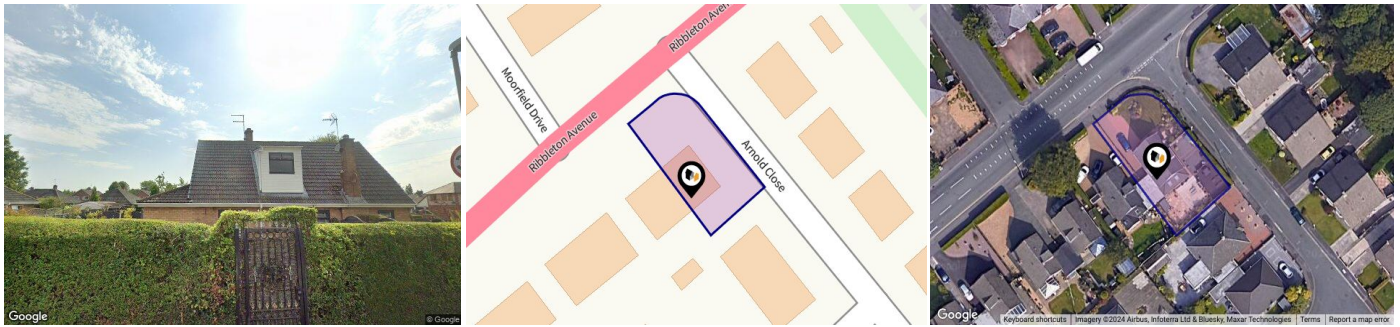 Google
© Google
Moorfield Drive
Ribbleton Avenue
Ribbleton Aven
Arnold Close
Google
Keyboard shortcuts
Imagery ©2024 Airbus, Infoterra Ltd & Bluesky, Maxar Technologies
Terms
Report a map error